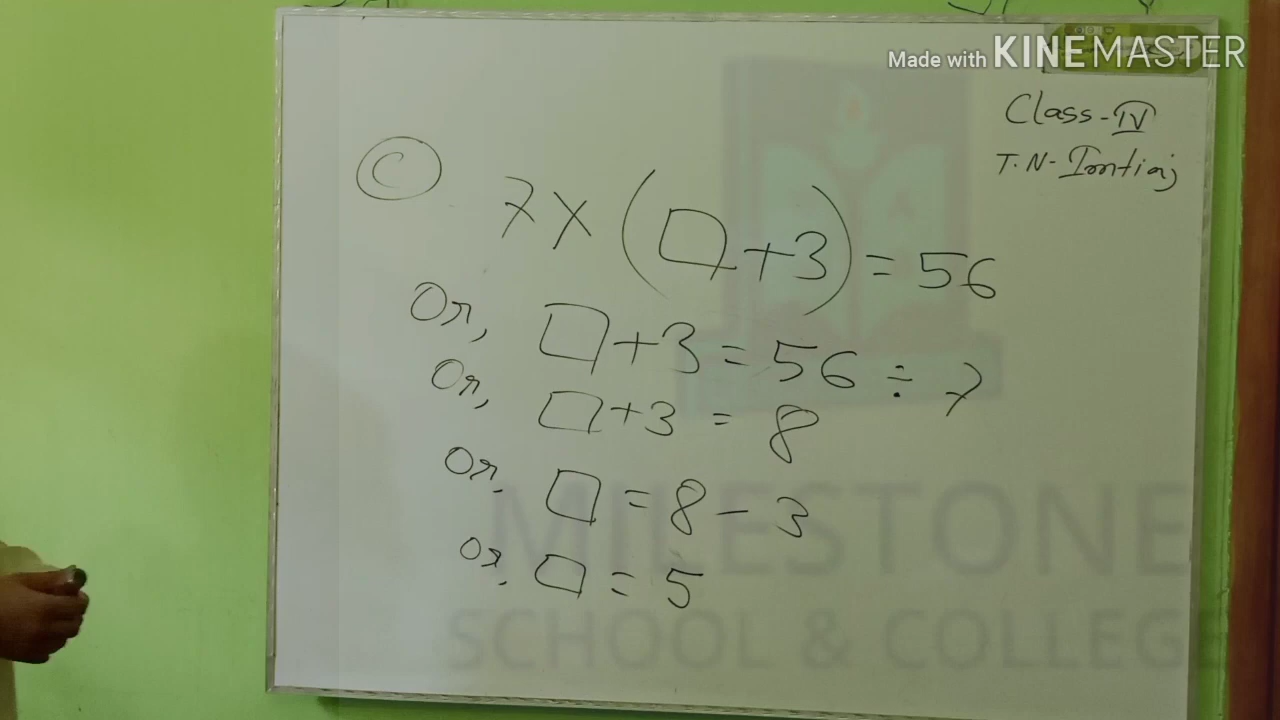 Made with KINEMASTER
Class - IV
T.N - Imtiaj
C
7 × (□ + 3) = 56
Or, □ + 3 = 56 ÷ 7
Or, □ + 3 = 8
Or, □ = 8 - 3
Or, □ = 5
MILESTONE
SCHOOL & COLLEGE